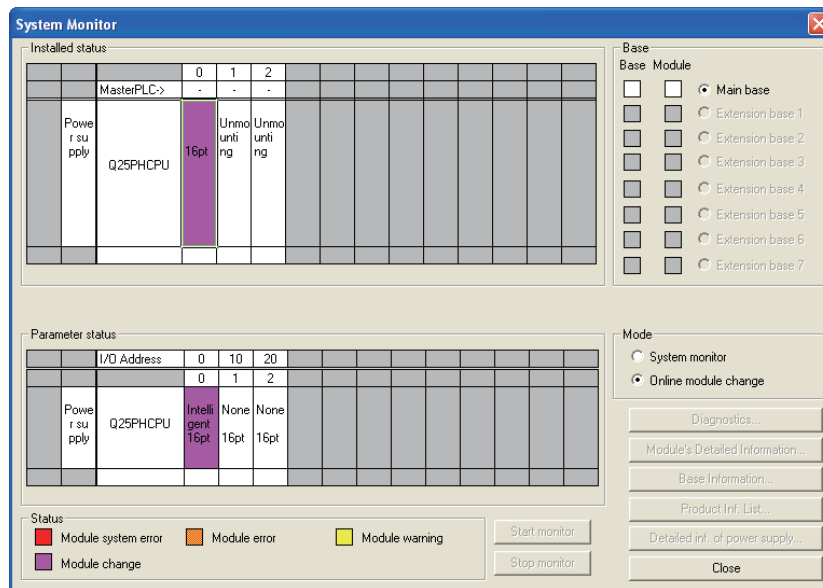 System Monitor
Installed status
0 1 2
MasterPLC-> - - -
Powe
r su
pply
Q25PHCPU
16pt
Unmo
unti
ng
Unmo
unti
ng
Base
Base Module
Main base
Extension base 1
Extension base 2
Extension base 3
Extension base 4
Extension base 5
Extension base 6
Extension base 7
Parameter status
I/O Address 0 10 20
0 1 2
Powe
r su
pply
Q25PHCPU
Intelli
gent
16pt
None
16pt
None
16pt
Mode
System monitor
Online module change
Diagnostics...
Module's Detailed Information...
Base Information...
Product Inf. List...
Detailed inf. of power supply...
Close
Status
Module system error
Module error
Module warning
Module change
Start monitor
Stop monitor